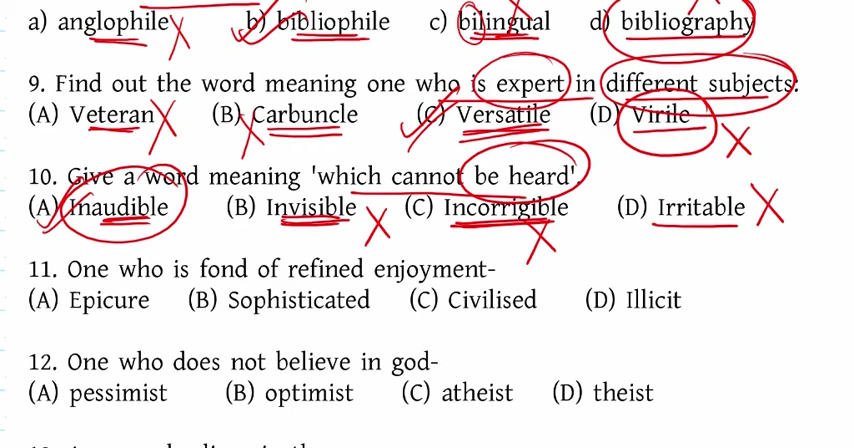 a) anglophile b) bibliophile c) bilingual d) bibliography
9. Find out the word meaning one who is expert in different subjects:
(A) Veteran (B) Carbuncle (C) Versatile (D) Virile
10. Give a word meaning 'which cannot be heard'.
(A) Inaudible (B) Invisible (C) Incorrigible (D) Irritable
11. One who is fond of refined enjoyment-
(A) Epicure (B) Sophisticated (C) Civilised (D) Illicit
12. One who does not believe in god-
(A) pessimist (B) optimist (C) atheist (D) theist